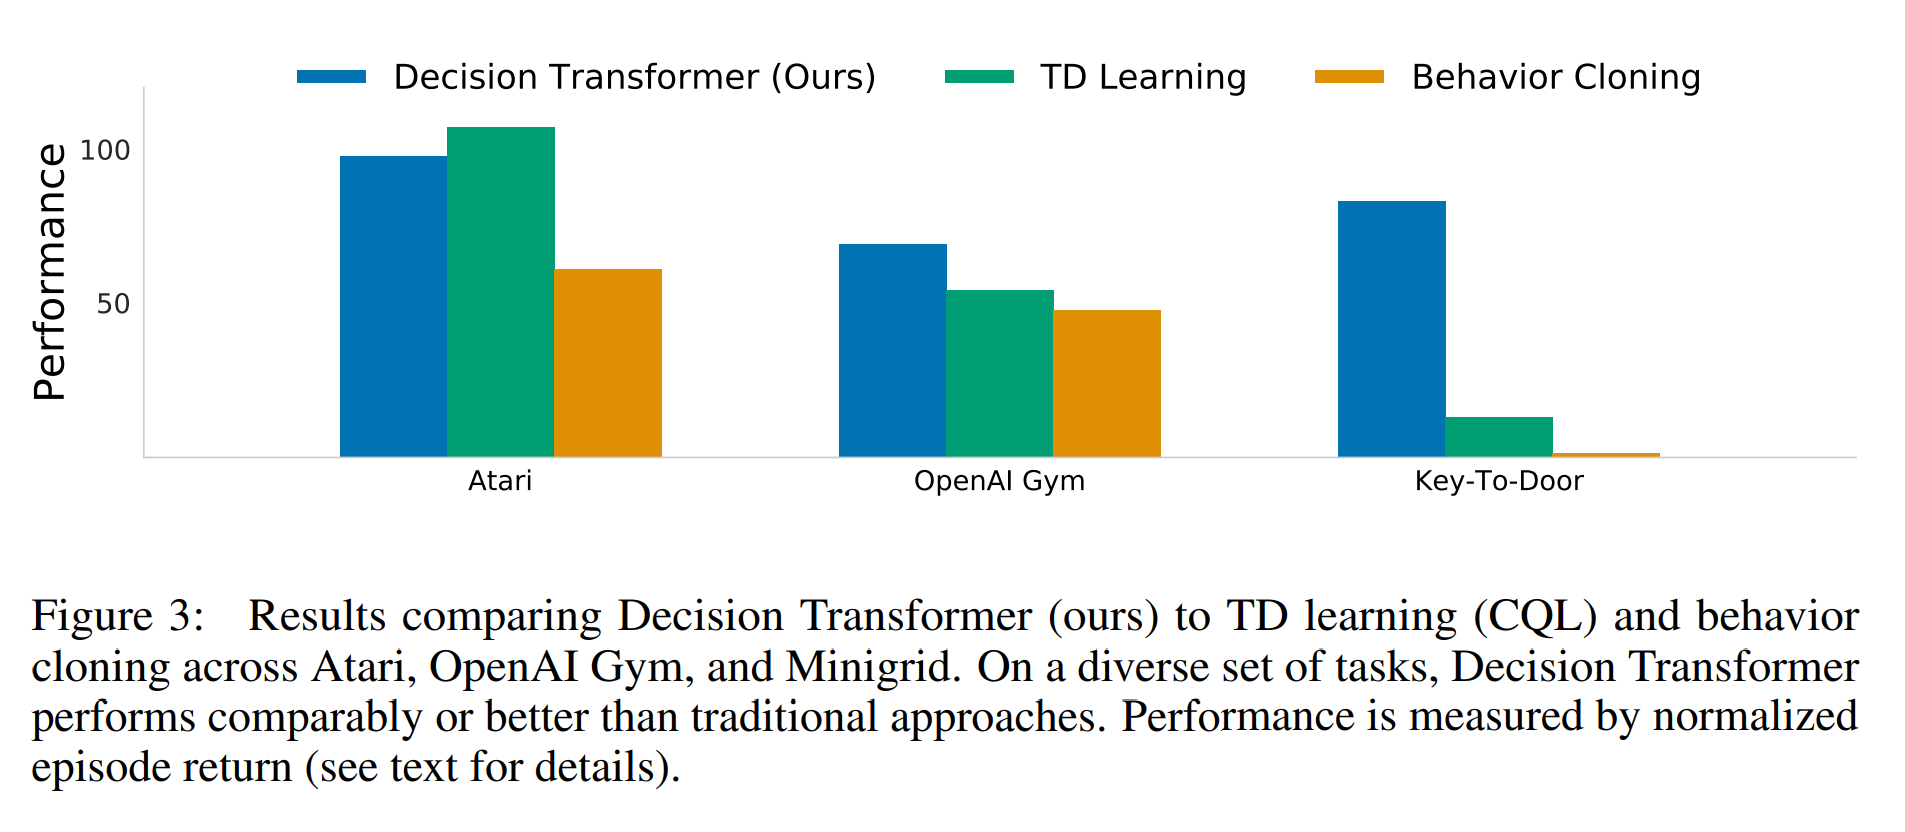 Decision Transformer (Ours) TD Learning Behavior Cloning
Performance
100
50
Atari OpenAI Gym Key-To-Door
Figure 3: Results comparing Decision Transformer (ours) to TD learning (CQL) and behavior
cloning across Atari, OpenAI Gym, and Minigrid. On a diverse set of tasks, Decision Transformer
performs comparably or better than traditional approaches. Performance is measured by normalized
episode return (see text for details).